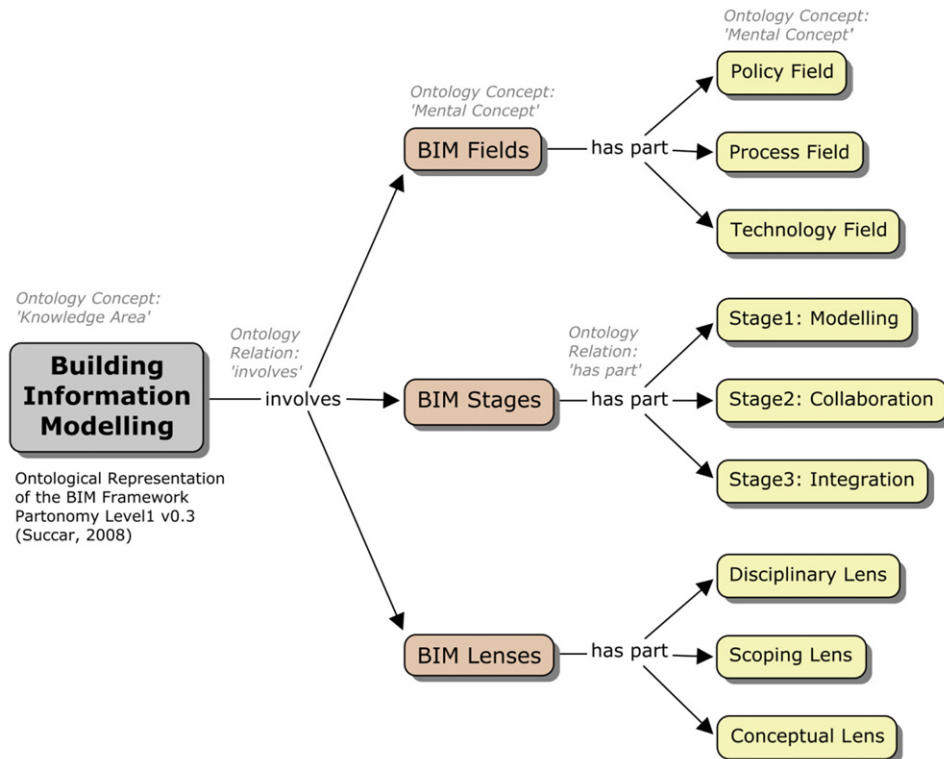 Ontology Concept:
'Mental Concept'
Policy Field
Ontology Concept:
'Mental Concept'
BIM Fields
has part
Process Field
Technology Field
Ontology Concept:
'Knowledge Area'
Building
Information
Modelling
Ontology
Relation:
'involves'
involves
Ontological Representation
of the BIM Framework
Partonomy Level1 v0.3
(Succar, 2008)
Ontology
Relation:
'has part'
Stage1: Modelling
BIM Stages
has part
Stage2: Collaboration
Stage3: Integration
Disciplinary Lens
BIM Lenses
has part
Scoping Lens
Conceptual Lens